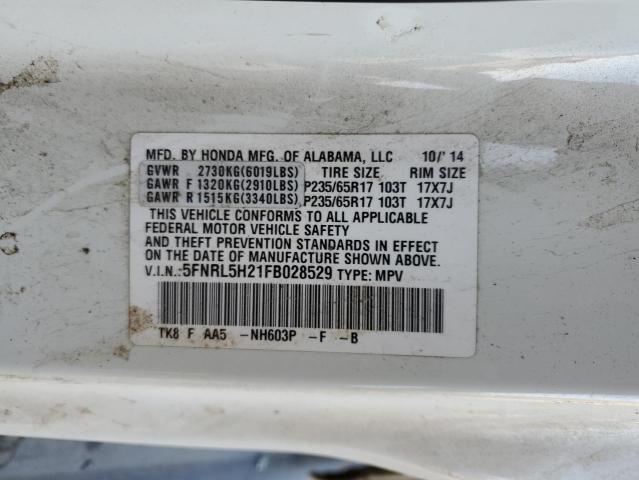 MFD. BY HONDA MFG. OF ALABAMA, LLC 10/'14
GVWR 2730KG(6019LBS) TIRE SIZE RIM SIZE
GAWR F 1320KG(2910LBS) P235/65R17 103T 17X7J
GAWR R 1515KG(3340LBS) P235/65R17 103T 17X7J
THIS VEHICLE CONFORMS TO ALL APPLICABLE
FEDERAL MOTOR VEHICLE SAFETY
AND THEFT PREVENTION STANDARDS IN EFFECT
ON THE DATE OF MANUFACTURE SHOWN ABOVE.
V.I.N.:5FNRL5H21FB028529 TYPE: MPV
TK8 F AA5 -NH603P -F -B